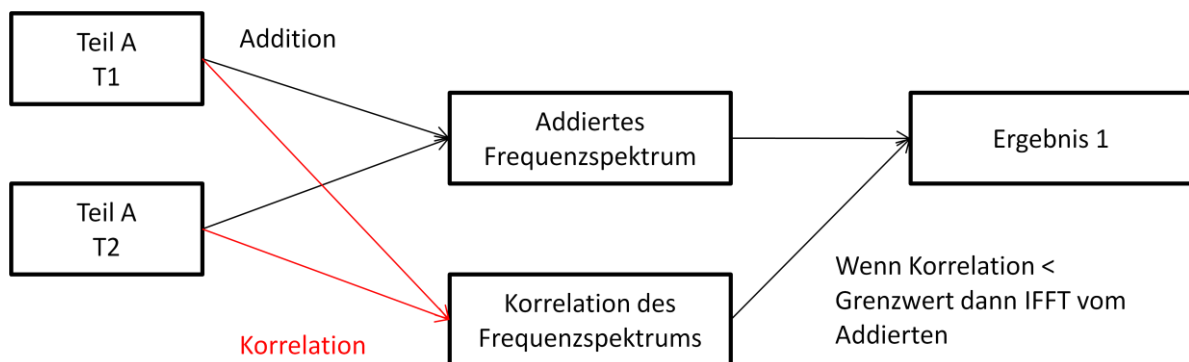 Teil A
T1
Addition
Addiertes
Frequenzspektrum
Ergebnis 1
Teil A
T2
Korrelation des
Frequenzspektrums
Korrelation
Wenn Korrelation <
Grenzwert dann IFFT vom
Addierten